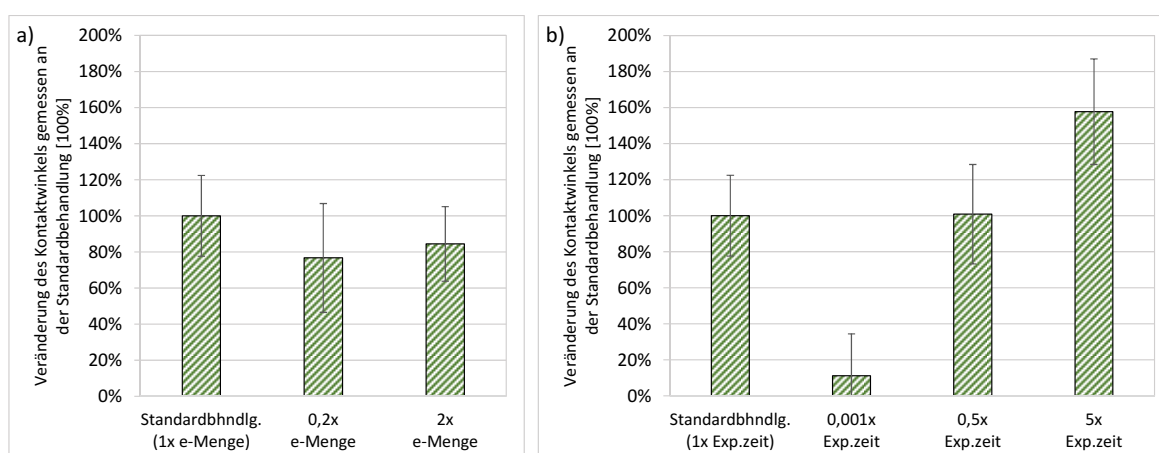 a)
Veränderung des Kontaktwinkels gemessen an
der Standardbehandlung [100%]
200%
180%
160%
140%
120%
100%
80%
60%
40%
20%
0%
Standardbhndlg.
(1x e-Menge)
0,2x
e-Menge
2x
e-Menge
b)
Veränderung des Kontaktwinkels gemessen an
der Standardbehandlung [100%]
200%
180%
160%
140%
120%
100%
80%
60%
40%
20%
0%
Standardbhndlg.
(1x Exp.zeit)
0,001x
Exp.zeit
0,5x
Exp.zeit
5x
Exp.zeit